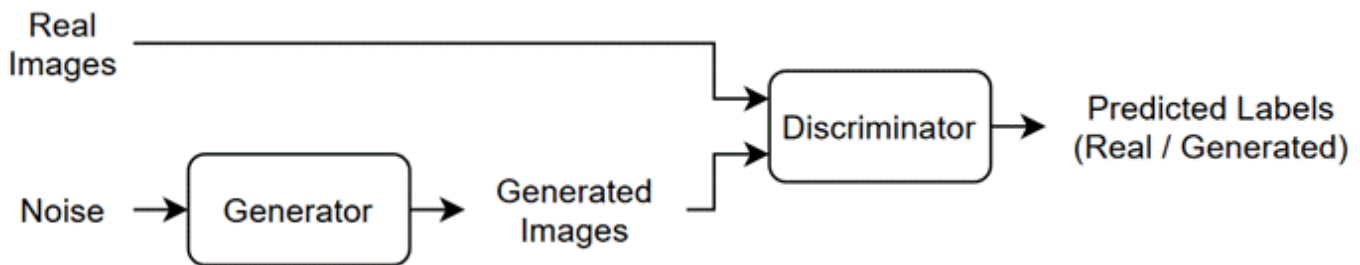 Real
Images
Discriminator
Predicted Labels
(Real / Generated)
Noise
Generator
Generated
Images